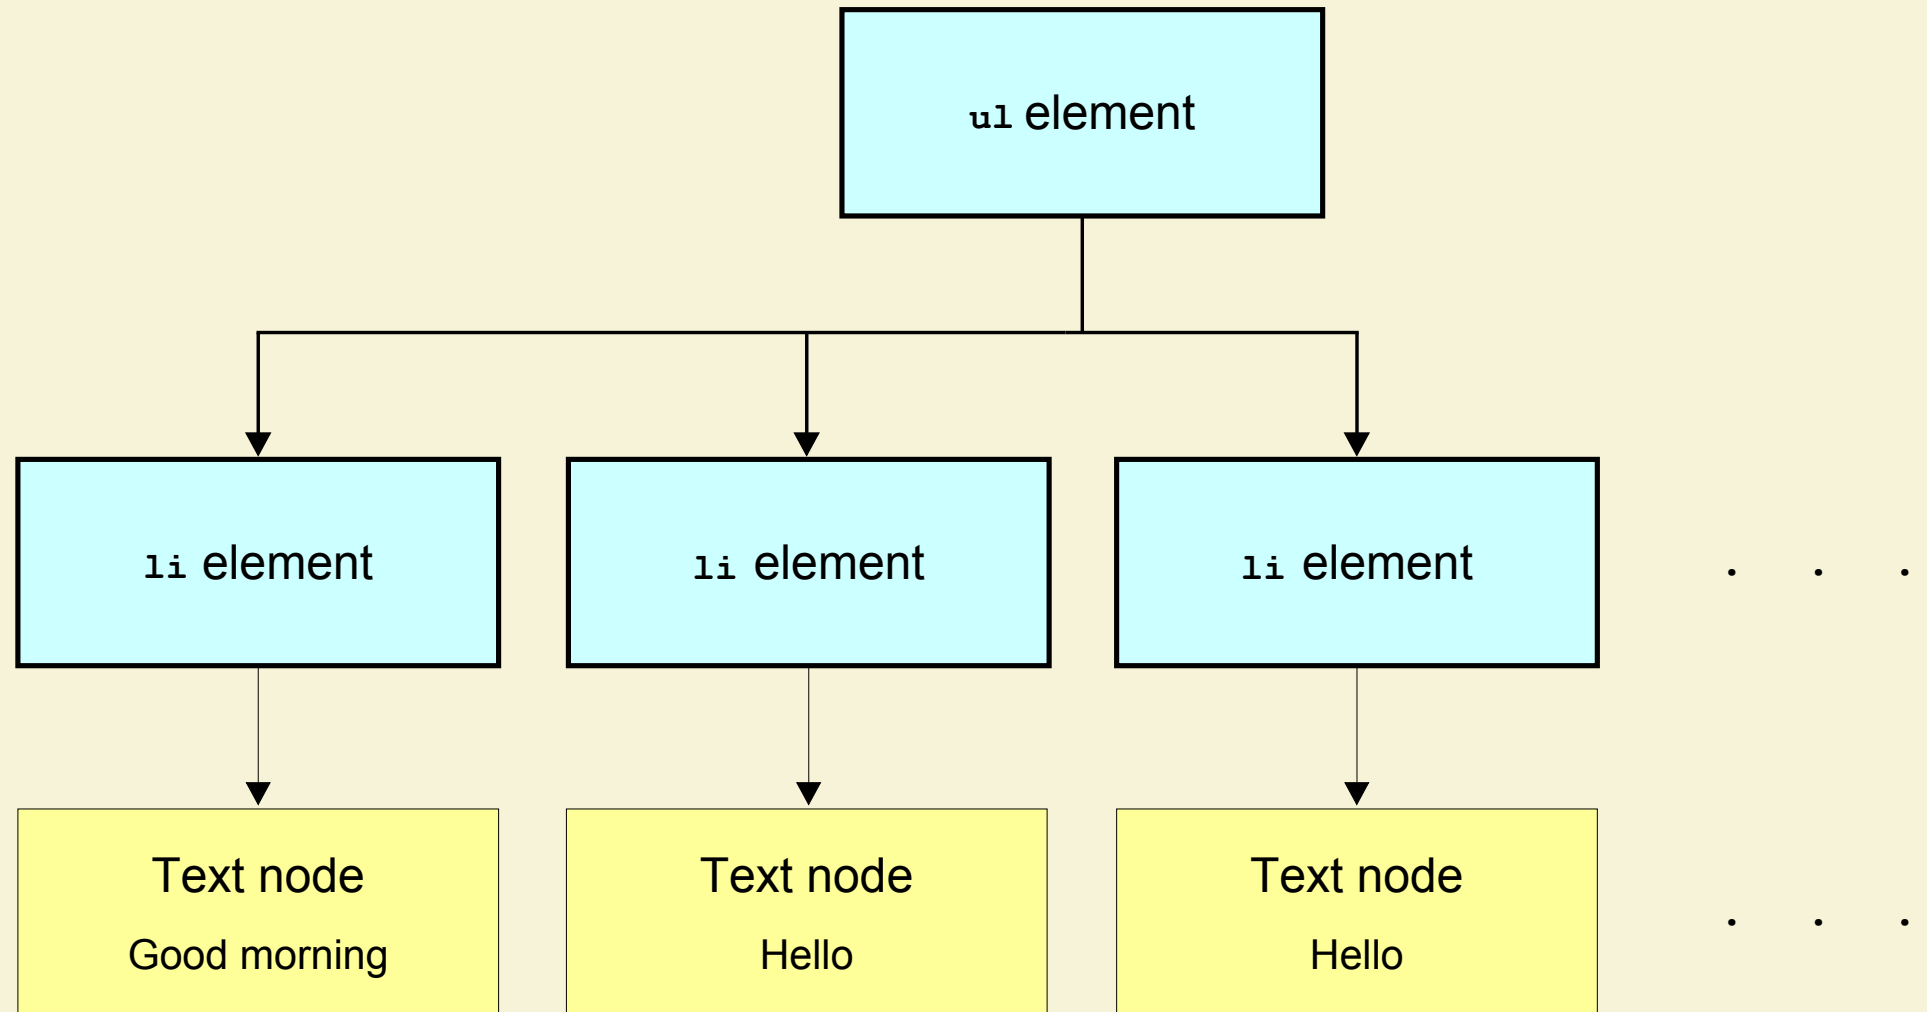 ul element
li element
li element
li element
. . .
Text node
Text node
Text node
Good morning
Hello
Hello
. . .